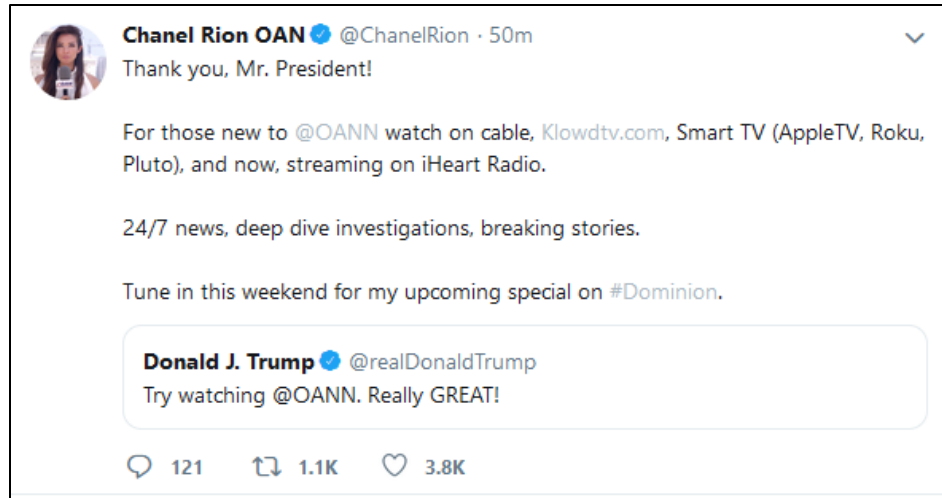 Chanel Rion OAN @ChanelRion · 50m
Thank you, Mr. President!
For those new to @OANN watch on cable, Klowdtv.com, Smart TV (AppleTV, Roku,
Pluto), and now, streaming on iHeart Radio.
24/7 news, deep dive investigations, breaking stories.
Tune in this weekend for my upcoming special on #Dominion.
Donald J. Trump @realDonaldTrump
Try watching @OANN. Really GREAT!
121 1.1K 3.8K